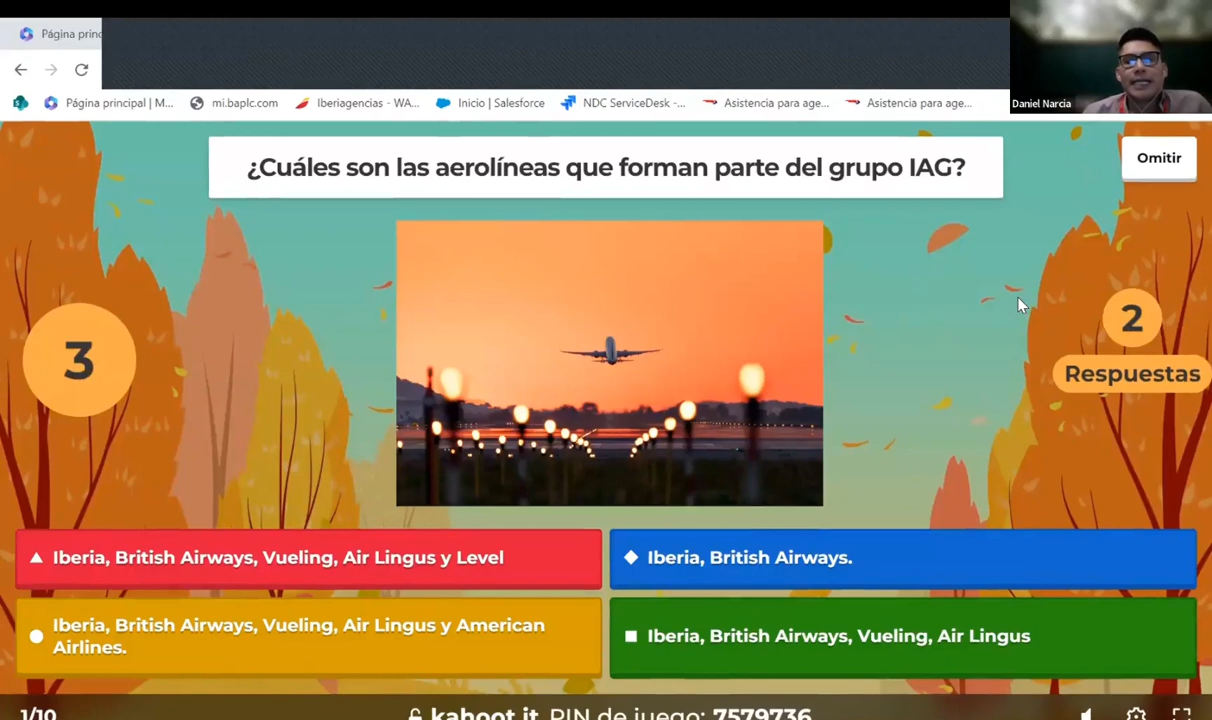 Página princ
Página principal | M...
mi.baplc.com
Iberiagencias - WA...
Inicio | Salesforce
NDC ServiceDesk -...
Asistencia para age...
Asistencia para age...
Daniel Narcia
¿Cuáles son las aerolíneas que forman parte del grupo IAG?
Omitir
3
2
Respuestas
Iberia, British Airways, Vueling, Air Lingus y Level
Iberia, British Airways.
Iberia, British Airways, Vueling, Air Lingus y American
Airlines.
Iberia, British Airways, Vueling, Air Lingus
1/10
kahoot.it PIN de juego: 7579736